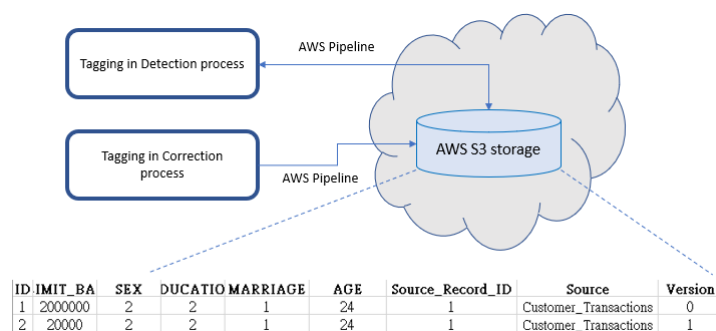 AWS Pipeline
Tagging in Detection process
Tagging in Correction
process
AWS S3 storage
AWS Pipeline
ID IMIT_BA SEX DUCATIO MARRIAGE AGE Source_Record_ID Source Version
1 2000000 2 2 1 24 1 Customer_Transactions 0
2 20000 2 2 1 24 1 Customer_Transactions 1